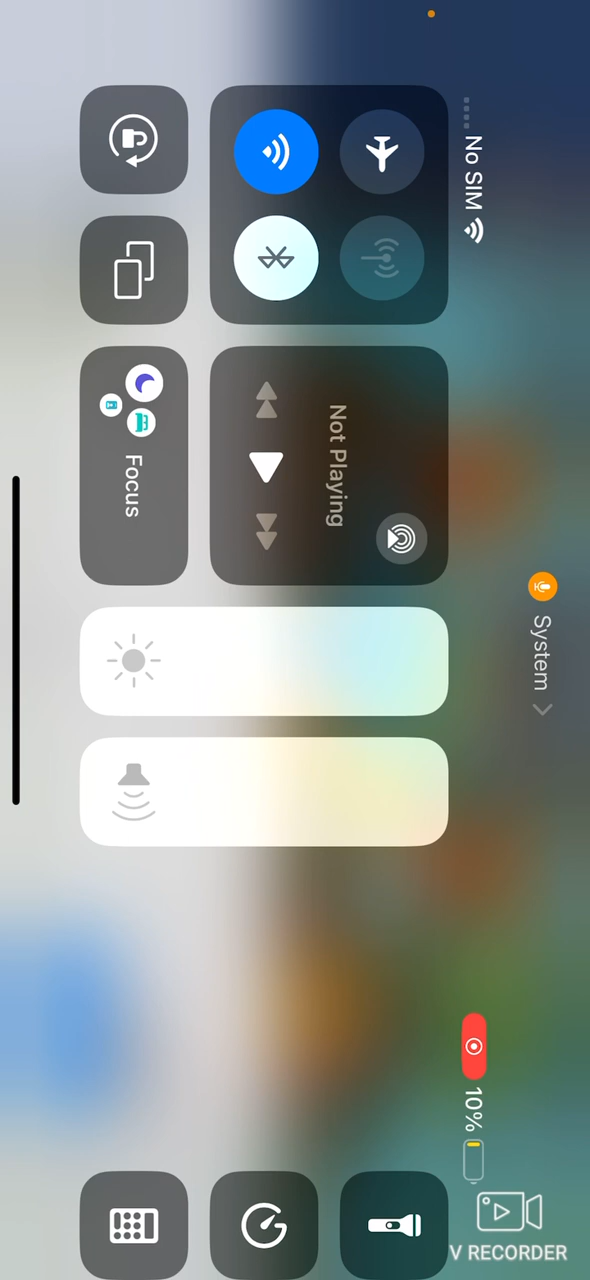 System
No SIM
10%
Not Playing
Focus
V RECORDER